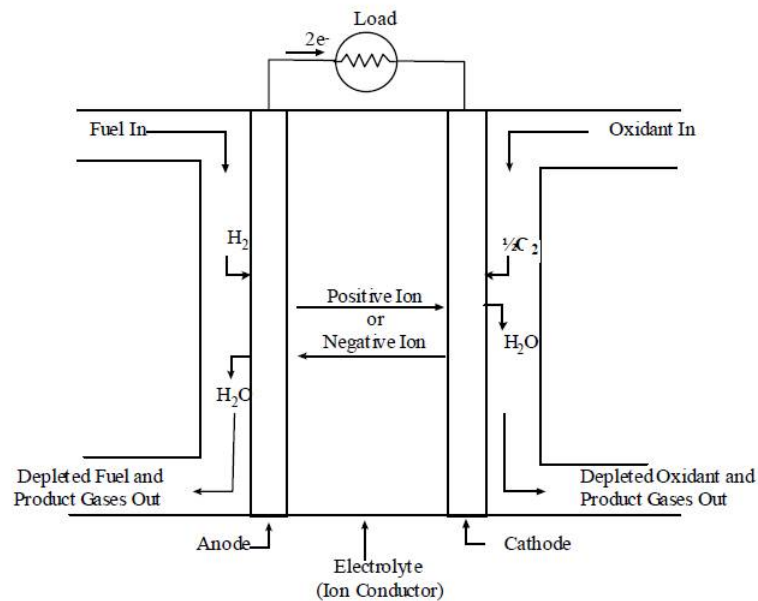 Load
2e-
Fuel In
Oxidant In
H2
½C2
Positive Ion
or
Negative Ion
H2O
H2O
Depleted Fuel and
Product Gases Out
Depleted Oxidant and
Product Gases Out
Anode
Cathode
Electrolyte
(Ion Conductor)